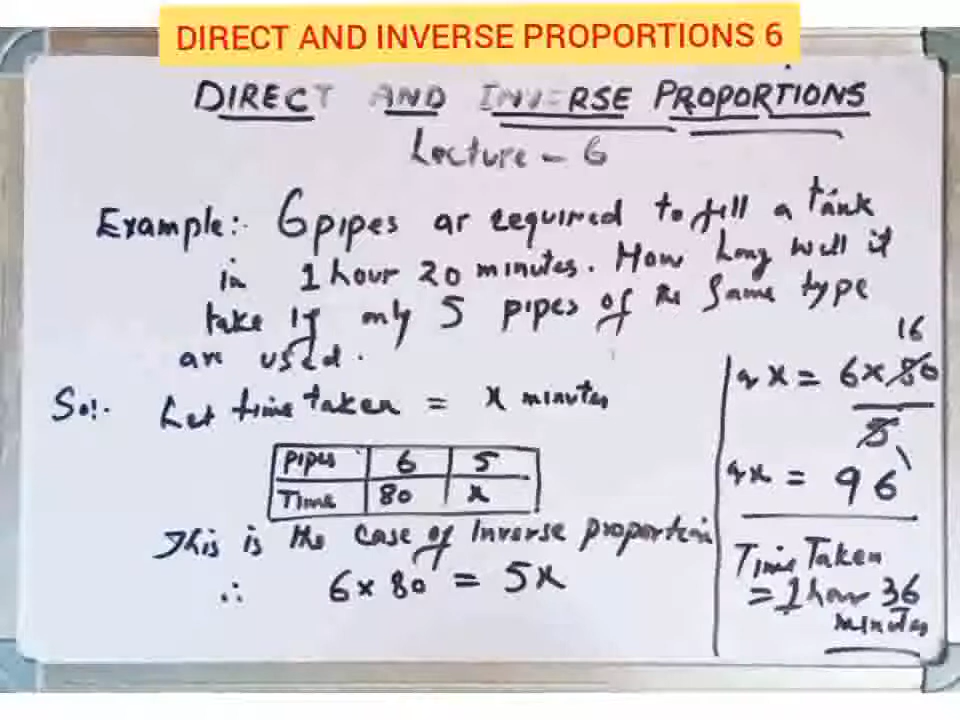 DIRECT AND INVERSE PROPORTIONS 6
DIRECT AND INVERSE PROPORTIONS
Lecture - 6
Example:- 6 pipes ar required to fill a tank
in 1 hour 20 minutes. How long will it
take if only 5 pipes of the same type
are used.
Sol:. Let time taken = x minutes
Pipes 6 5
Time 80 x
This is the case of Inverse proportion
∴ 6 x 80 = 5x
x = 6 x 80
16
5
1
x = 96
Time Taken
= 1 hour 36
minutes